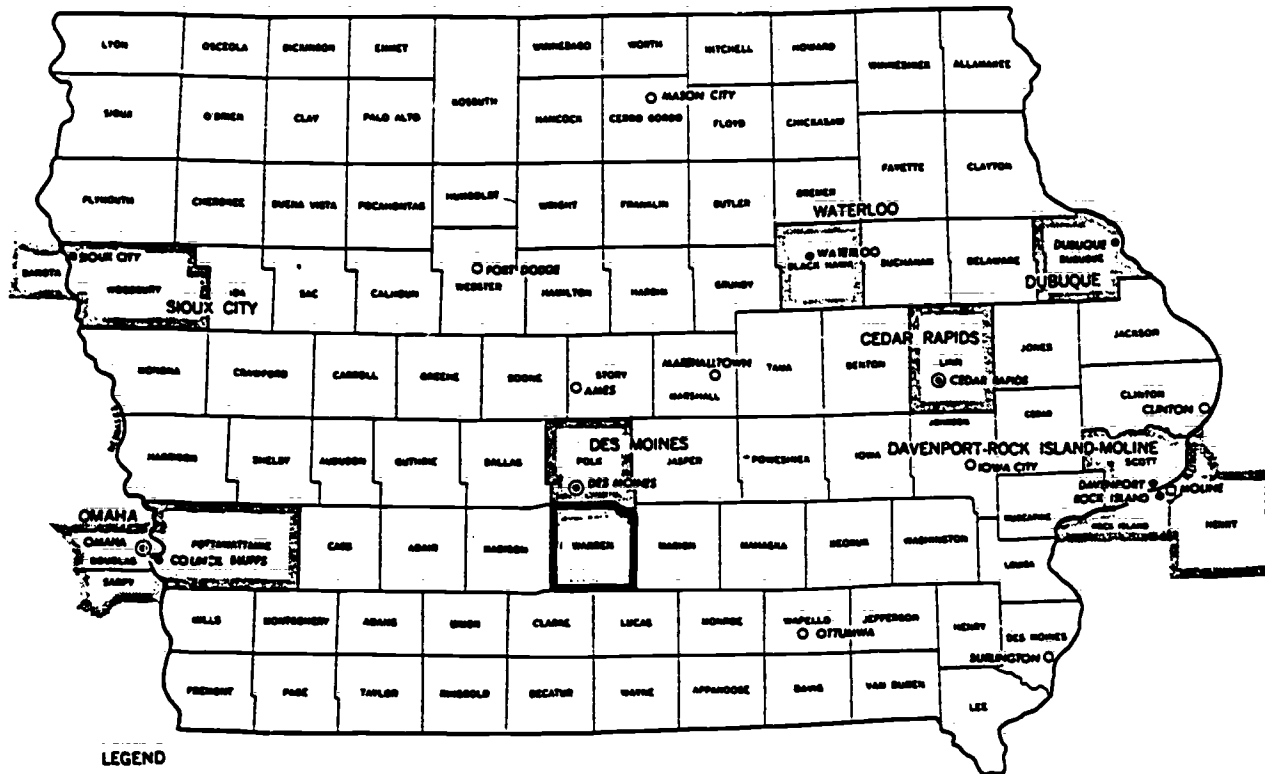 LYON OSCEOLA DICKINSON EMMET WINNEBAGO WORTH MITCHELL HOWARD
WINNESHIEK ALLAMAKEE
KOSSUTH
MASON CITY
SIOUX O'BRIEN CLAY PALO ALTO HANCOCK CERRO GORDO FLOYD CHICKASAW
FAYETTE CLAYTON
PLYMOUTH CHEROKEE BUENA VISTA POCAHONTAS HUMBOLDT WRIGHT FRANKLIN BUTLER BREMER
WATERLOO
SIOUX CITY WATERLOO DUBUQUE
DUBUQUE
DAKOTA FORT DODGE BLACK HAWK BUCHANAN DELAWARE
WOODBURY IDA SAC CALHOUN WEBSTER HAMILTON HARDIN GRUNDY DUBUQUE
SIOUX CITY
CEDAR RAPIDS JACKSON
MONONA CRAWFORD CARROLL GREENE BOONE STORY MARSHALLTOWN TAMA BENTON LINN JONES
AMES MARSHALL CEDAR RAPIDS
CLINTON
CLINTON
CEDAR
JOHNSON
DES MOINES DAVENPORT-ROCK ISLAND-MOLINE
HARRISON SHELBY AUDUBON GUTHRIE DALLAS POLK JASPER POWESHIEK IOWA IOWA CITY SCOTT
DES MOINES DAVENPORT
ROCK ISLAND MOLINE
OMAHA MUSCATINE ROCK ISLAND HENRY
OMAHA POTTAWATTAMIE CASS MADISON WARREN MARION MAHASKA WASHINGTON
DOUGLAS COUNCIL BLUFFS
SARPY LOUISA
MILLS MONTGOMERY ADAMS UNION CLARKE LUCAS MONROE WAPELLO JEFFERSON HENRY DES MOINES
OTTUMWA
BURLINGTON
FREMONT PAGE TAYLOR RINGGOLD DECATUR WAYNE APPANOOSE DAVIS VAN BUREN LEE
LEGEND